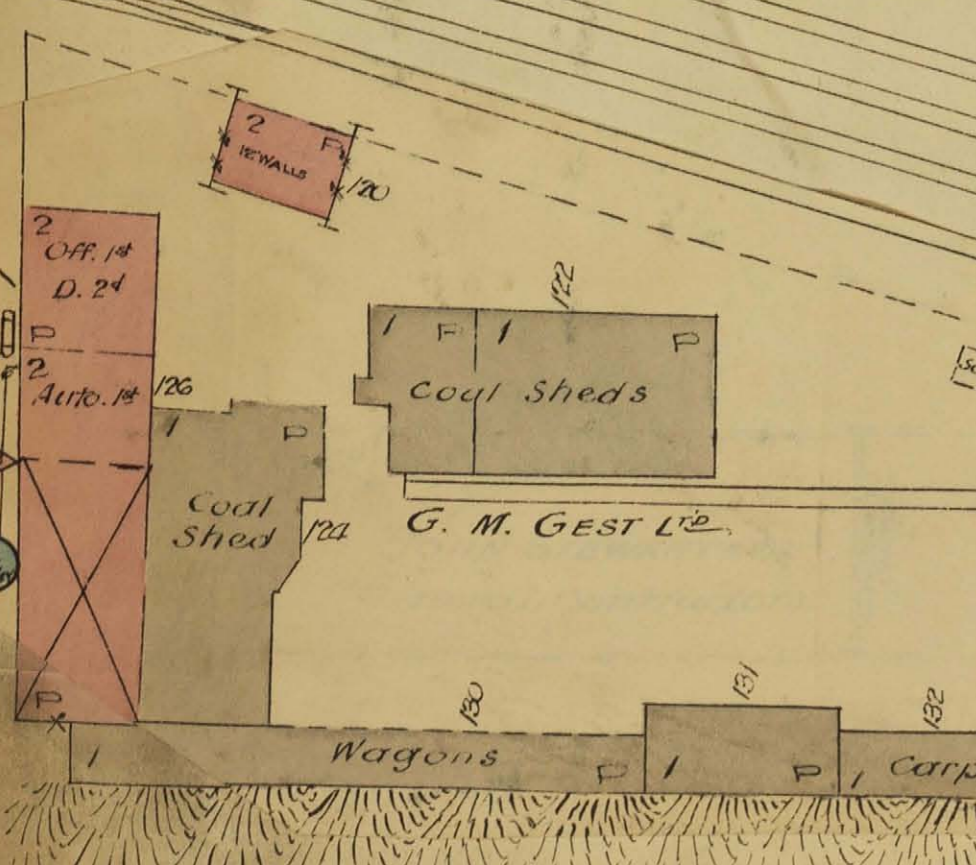 2
P
12" WALLS
120
2
Off. 1st
D. 2d
P
2
Auto. 1st
126
122
1
P
1
P
Coal Sheds
1
P
Coal
Shed
124
G. M. GEST LTD.
P
130
131
132
1
Wagons
P
1
P
1
Carp